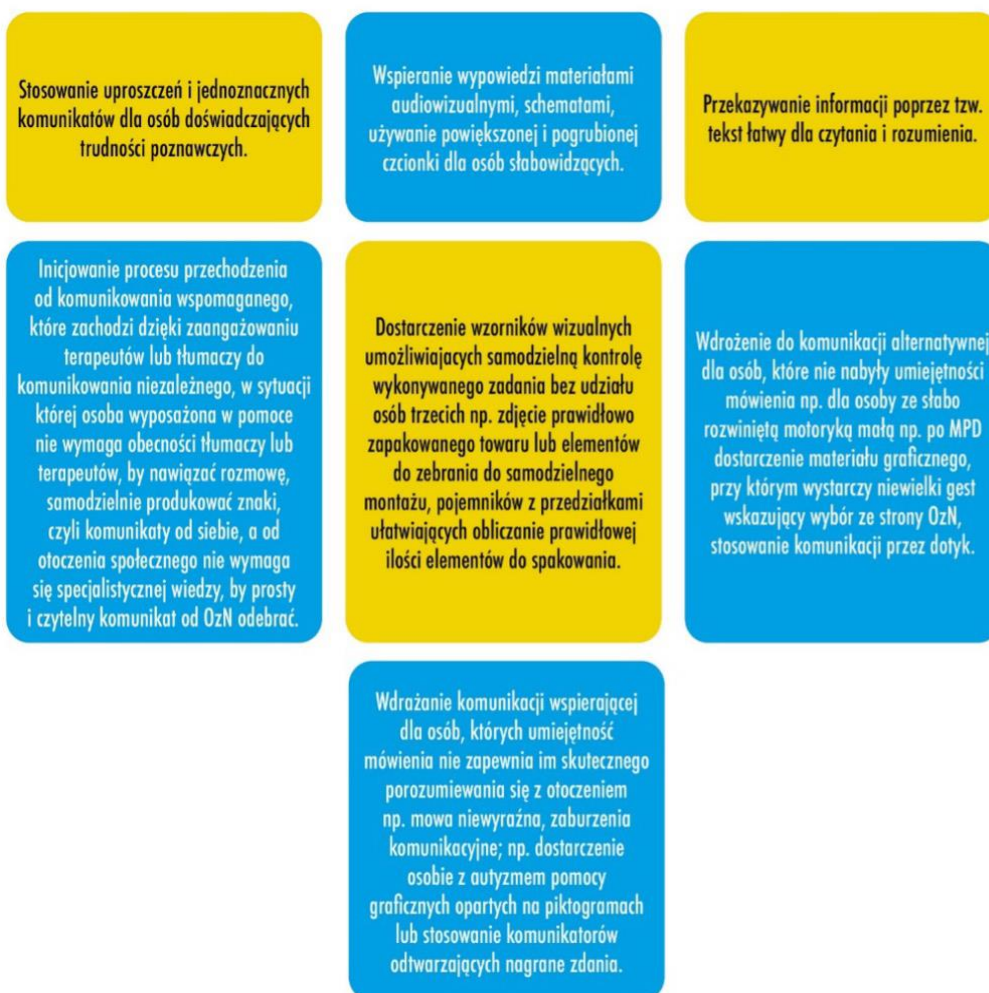 Stosowanie uproszczeń i jednoznacznych
komunikatów dla osób doświadczających
trudności poznawczych.
Wspieranie wypowiedzi materiałami
audiowizualnymi, schematami,
używanie powiększonej i pogrubionej
czcionki dla osób słabowidzących.
Przekazywanie informacji poprzez tzw.
tekst łatwy dla czytania i rozumienia.
Inicjowanie procesu przechodzenia
od komunikowania wspomaganego,
które zachodzi dzięki zaangażowaniu
terapeutów lub tłumaczy do
komunikowania niezależnego, w sytuacji
której osoba wyposażona w pomoce
nie wymaga obecności tłumaczy lub
terapeutów, by nawiązać rozmowę,
samodzielnie produkować znaki,
czyli komunikaty od siebie, a od
otoczenia społecznego nie wymaga
się specjalistycznej wiedzy, by prosty
i czytelny komunikat od OzN odebrać.
Dostarczenie wzorników wizualnych
umożliwiajacych samodzielną kontrolę
wykonywanego zadania bez udziału
osób trzecich np. zdjęcie prawidłowo
zapakowanego towaru lub elementów
do zebrania do samodzielnego
montażu, pojemników z przedziałkami
ułatwiających obliczanie prawidłowej
ilości elementów do spakowania.
Wdrożenie do komunikacji alternatywnej
dla osób, które nie nabyły umiejętności
mówienia np. dla osoby ze słabo
rozwiniętą motoryką małą np. po MPD
dostarczenie materiału graficznego,
przy którym wystarczy niewielki gest
wskazujący wybór ze strony OzN,
stosowanie komunikacji przez dotyk.
Wdrażanie komunikacji wspierającej
dla osób, których umiejętność
mówienia nie zapewnia im skutecznego
porozumiewania się z otoczeniem
np. mowa niewyraźna, zaburzenia
komunikacyjne; np. dostarczenie
osobie z autyzmem pomocy
graficznych opartych na piktogramach
lub stosowanie komunikatorów
odtwarzających nagrane zdania.